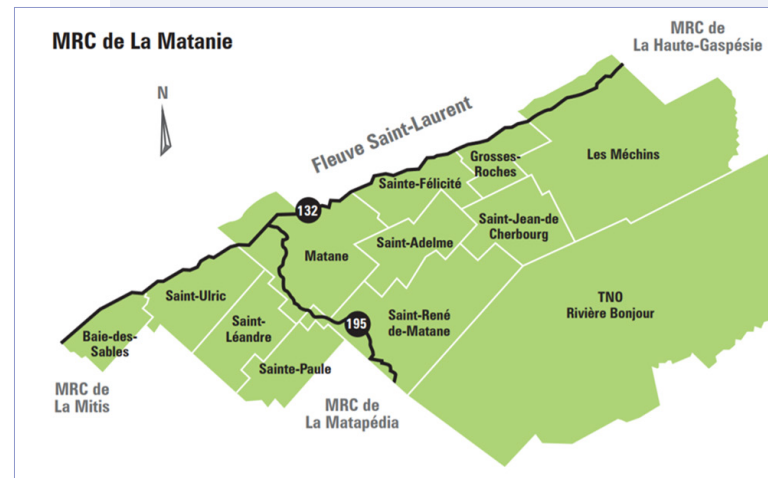 MRC de La Matanie
MRC de
La Haute-Gaspésie
N
Fleuve Saint-Laurent
Grosses-
Roches
Les Méchins
Sainte-Félicité
132
Saint-Jean-de
Cherbourg
Saint-Adelme
Matane
Saint-Ulric
TNO
Rivière Bonjour
Saint-René
de-Matane
195
Saint-
Léandre
Baie-des-
Sables
Sainte-Paule
MRC de
La Mitis
MRC de
La Matapédia